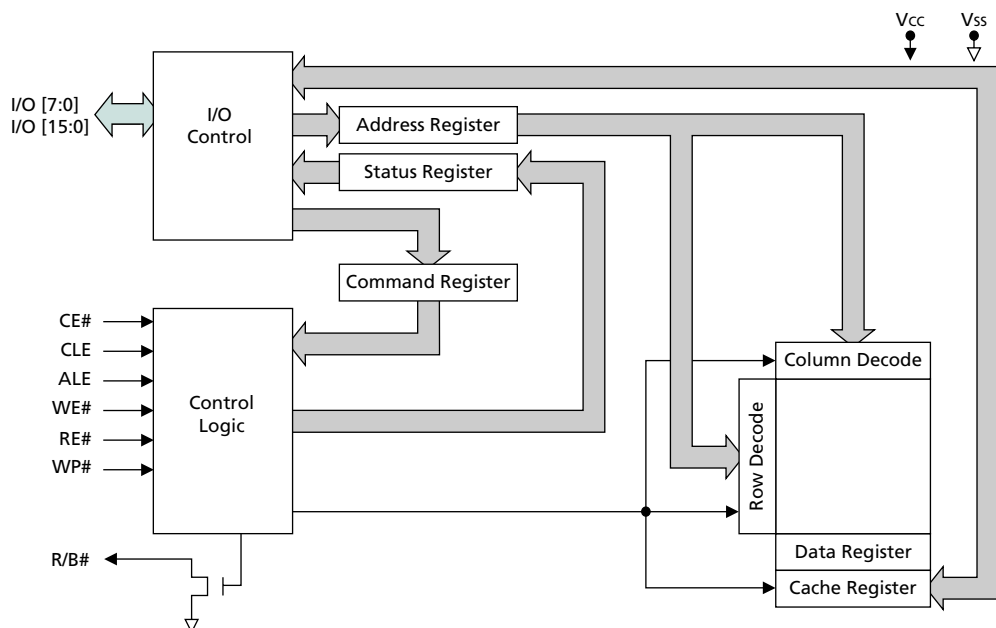 Vcc
Vss
I/O [7:0]
I/O [15:0]
I/O
Control
Address Register
Status Register
Command Register
CE#
CLE
ALE
WE#
RE#
WP#
Control
Logic
Column Decode
Row Decode
Data Register
Cache Register
R/B#